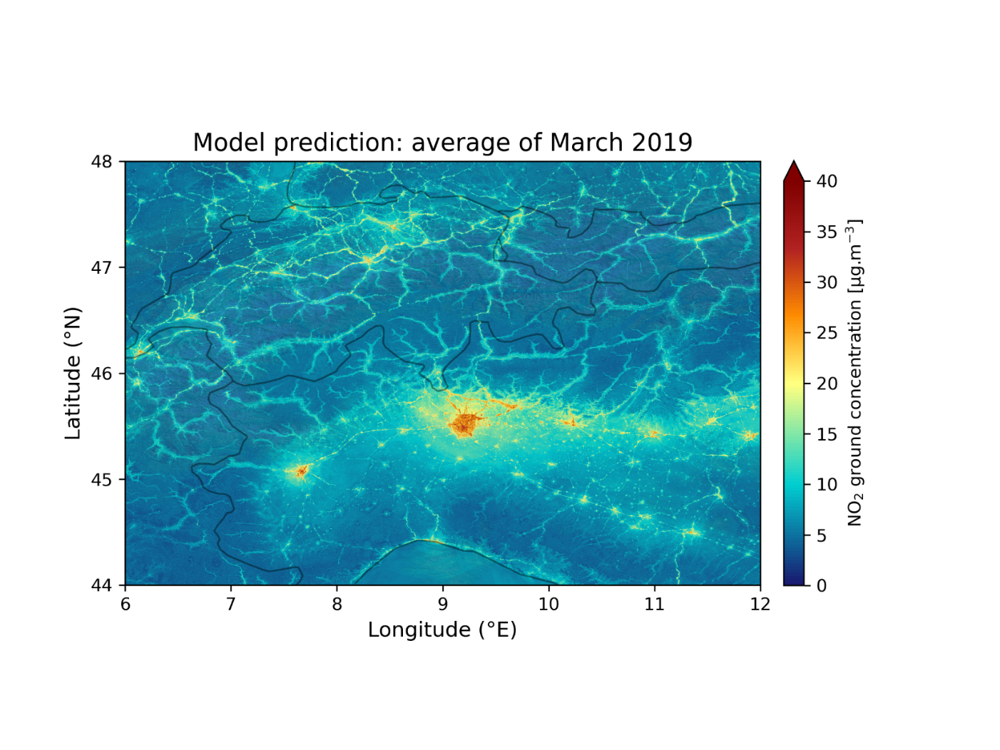 Model prediction: average of March 2019
48
47
46
45
44
Latitude (°N)
6 7 8 9 10 11 12
Longitude (°E)
40
35
30
25
20
15
10
5
0
NO₂ ground concentration [µg.m⁻³]